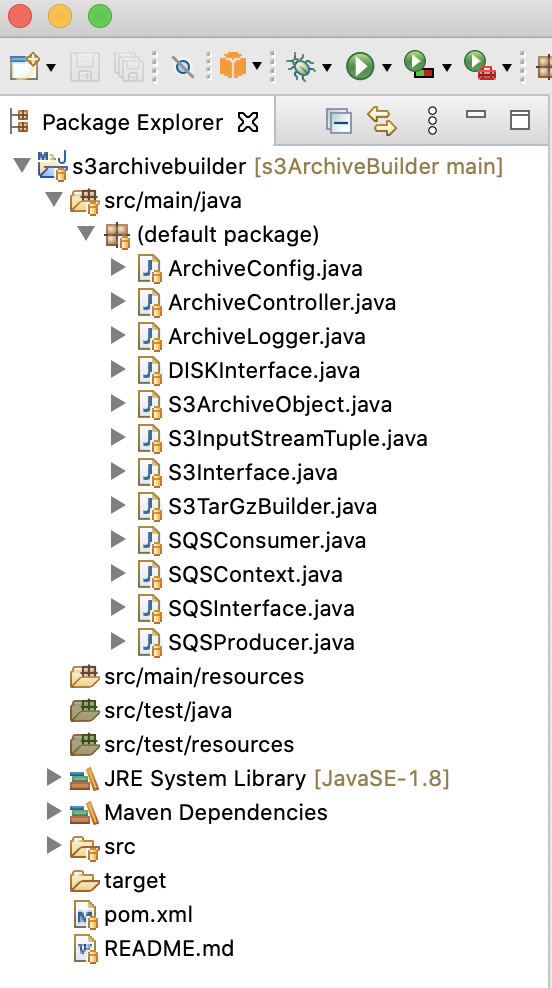 Package Explorer
s3archivebuilder [s3ArchiveBuilder main]
src/main/java
(default package)
ArchiveConfig.java
ArchiveController.java
ArchiveLogger.java
DISKInterface.java
S3ArchiveObject.java
S3InputStreamTuple.java
S3Interface.java
S3TarGzBuilder.java
SQSConsumer.java
SQSContext.java
SQSInterface.java
SQSProducer.java
src/main/resources
src/test/java
src/test/resources
JRE System Library [JavaSE-1.8]
Maven Dependencies
src
target
pom.xml
README.md